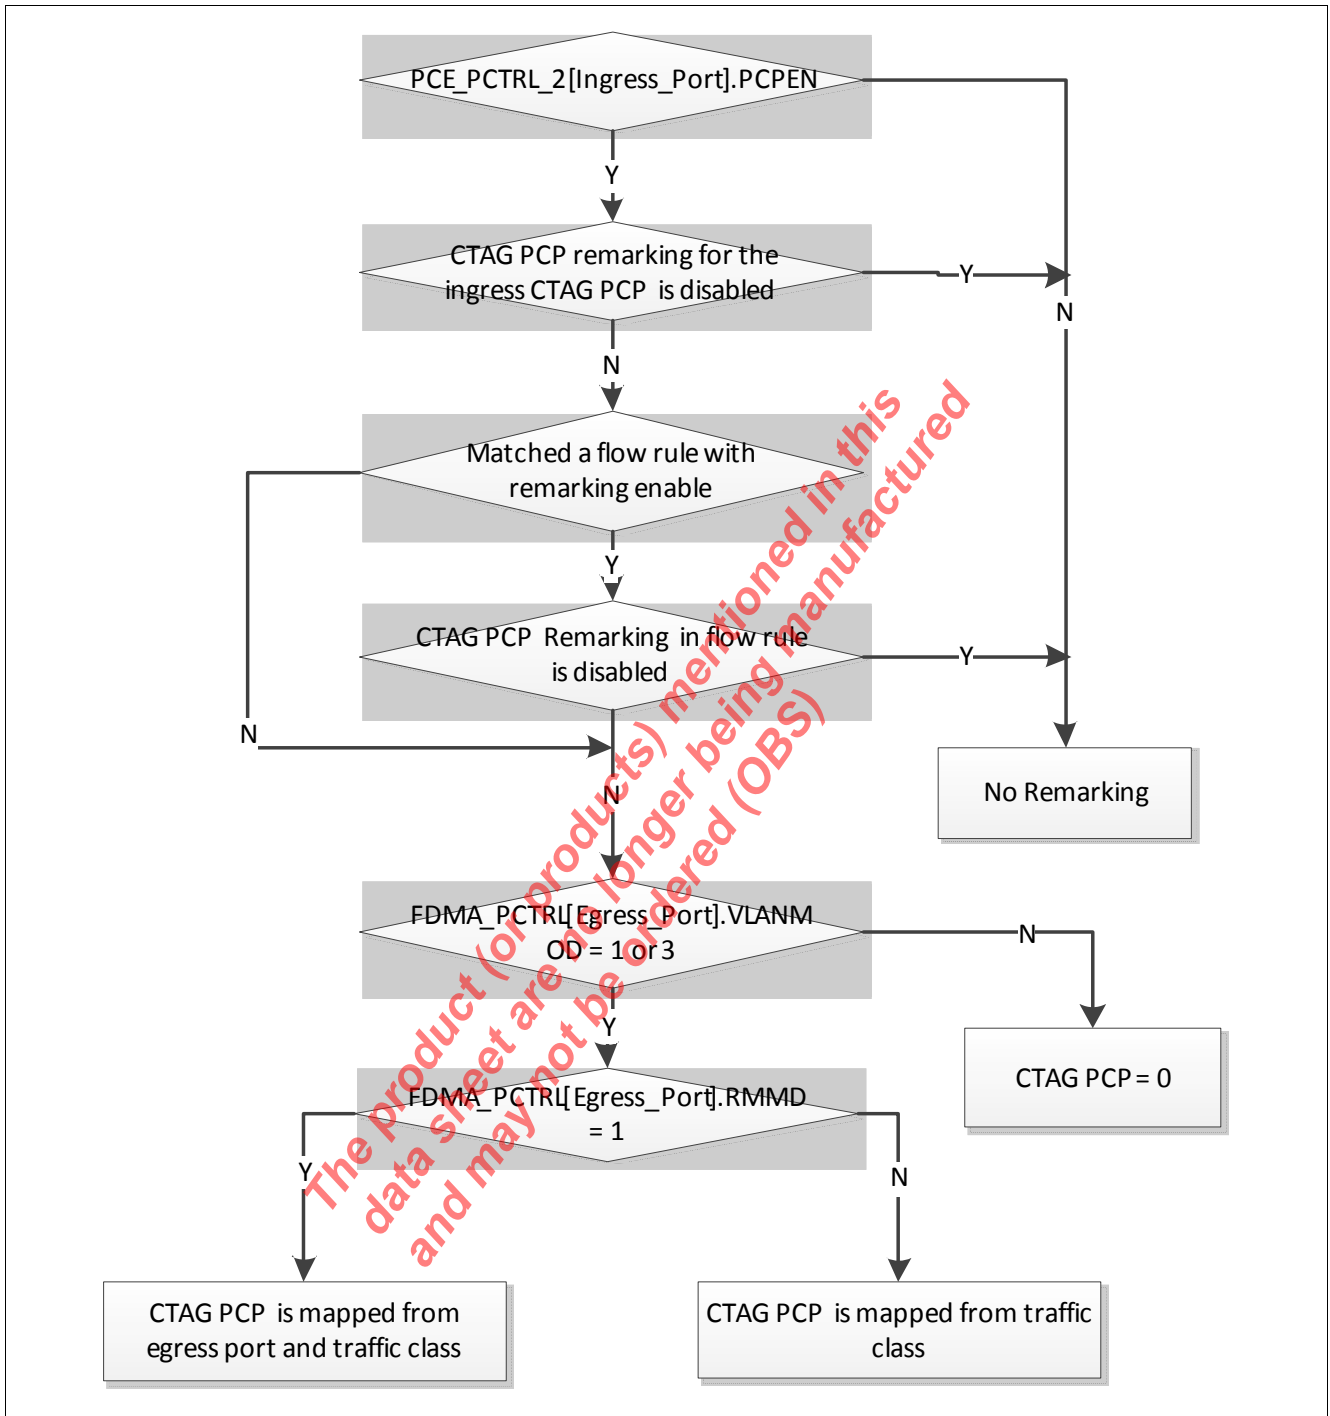 PCE_PCTRL_2[Ingress_Port].PCPEN
Y
CTAG PCP remarking for the
ingress CTAG PCP is disabled
Y
N
N
Matched a flow rule with
remarking enable
Y
CTAG PCP Remarking in flow rule
is disabled
Y
N
No Remarking
N
FDMA_PCTRL[Egress_Port].VLANM
OD = 1 or 3
N
Y
CTAG PCP = 0
FDMA_PCTRL[Egress_Port].RMMD
= 1
Y
N
CTAG PCP is mapped from
egress port and traffic class
CTAG PCP is mapped from traffic
class
The product (or products) mentioned in this
data sheet are no longer being manufactured
and may not be ordered (OBS)